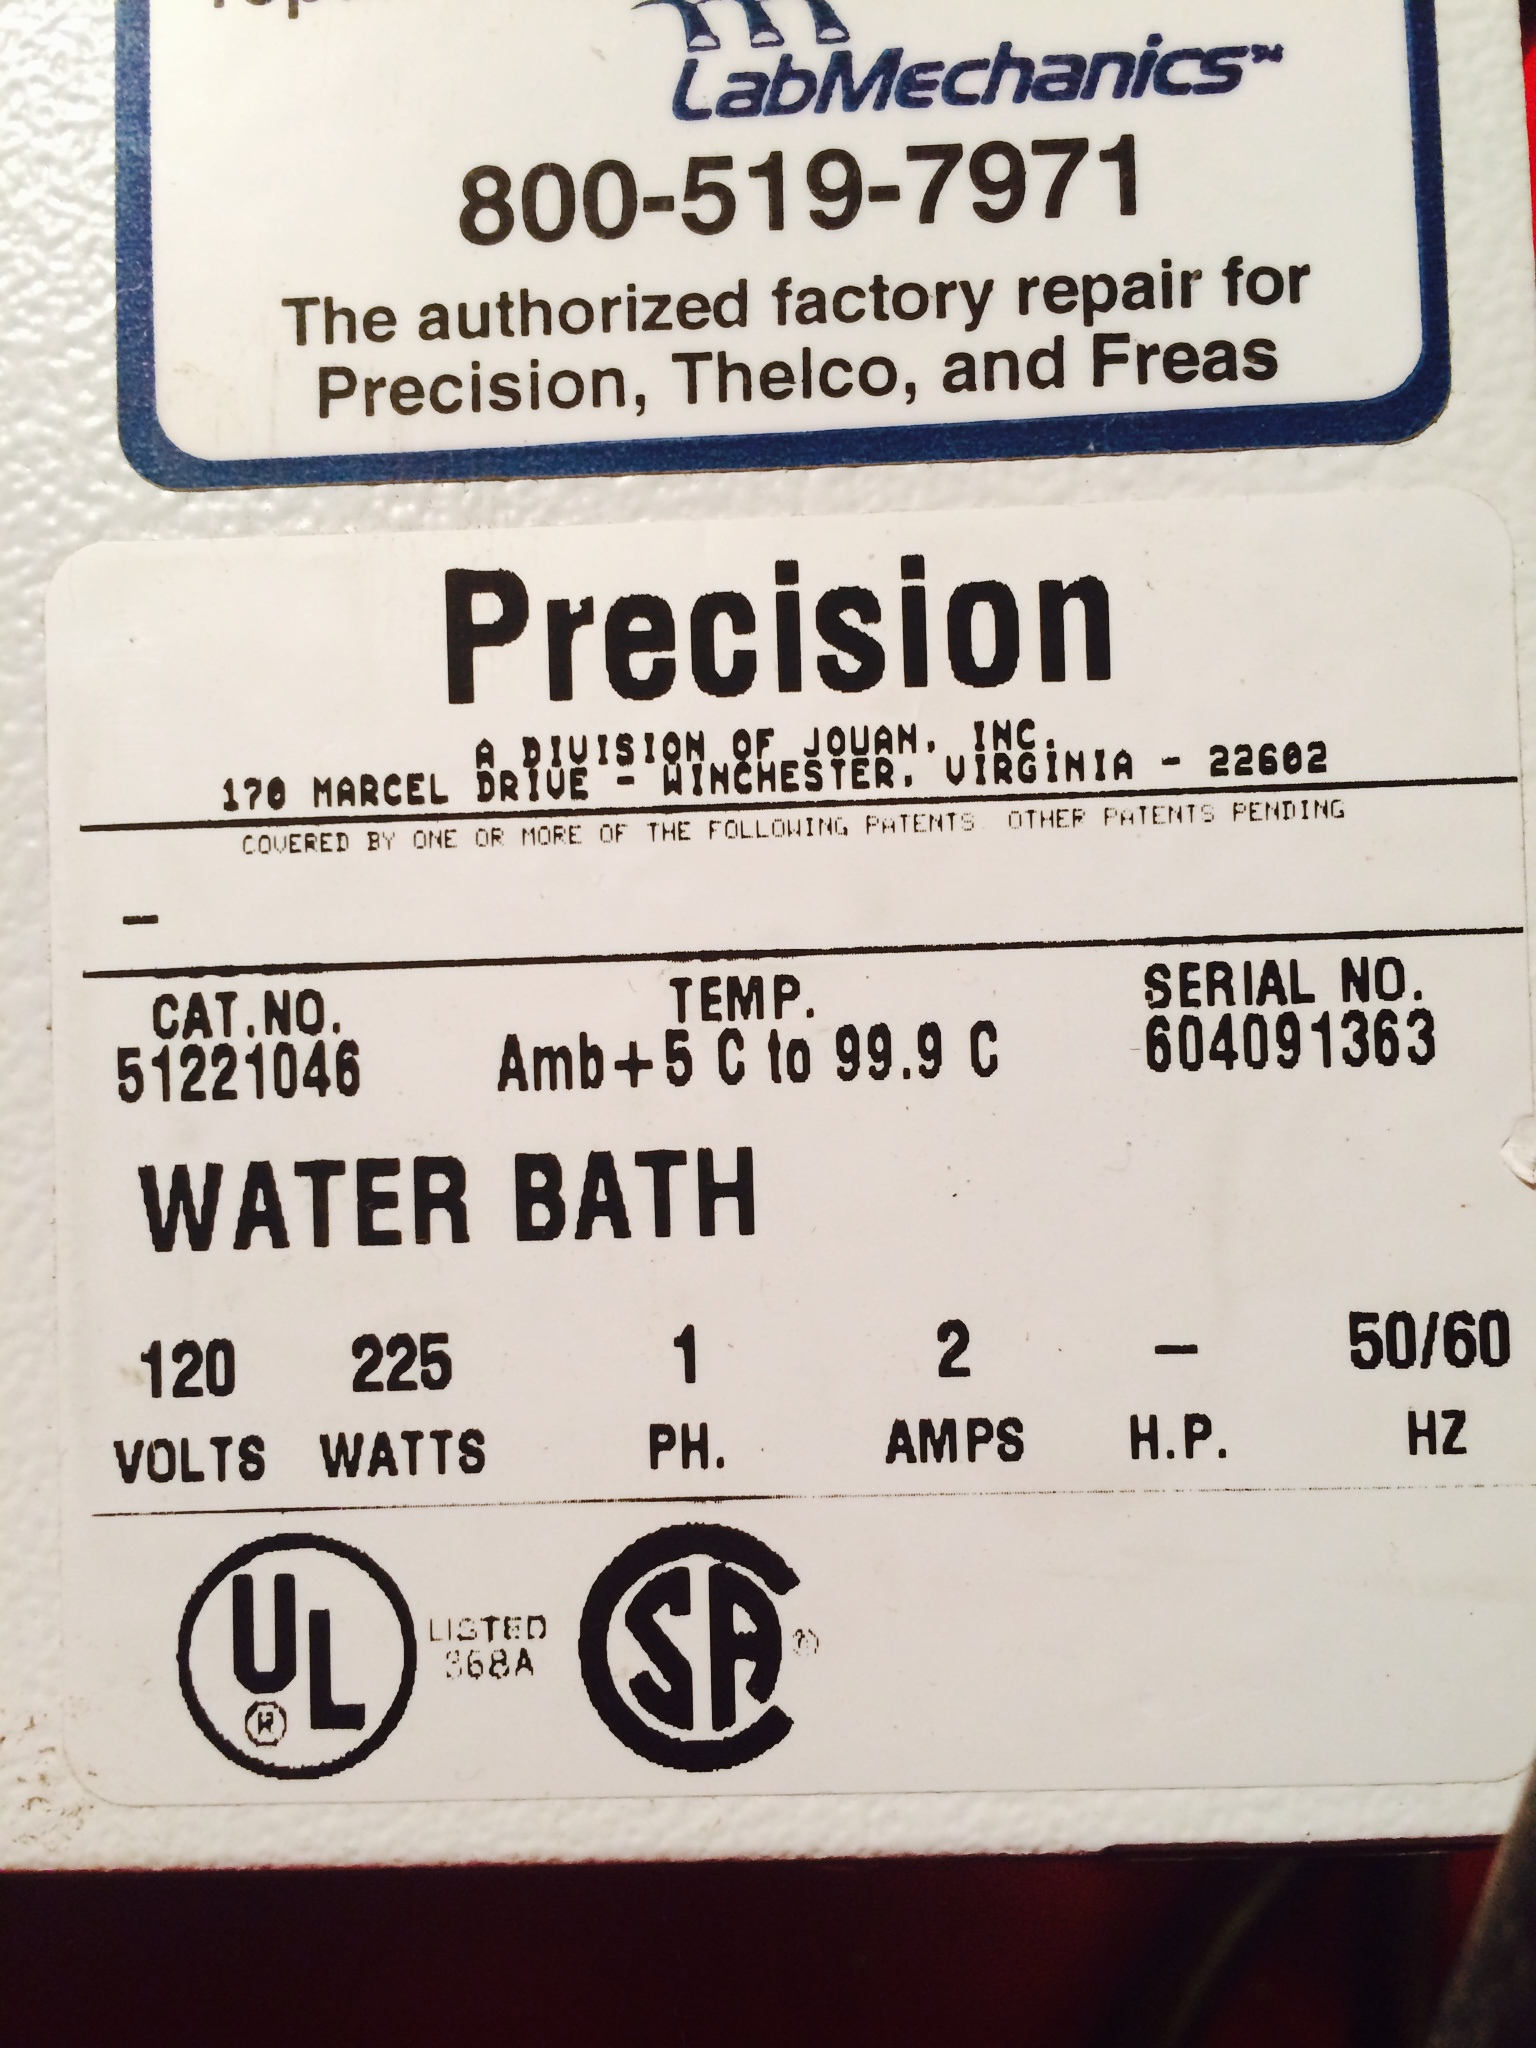 LabMechanics℠
800-519-7971
The authorized factory repair for
Precision, Thelco, and Freas
Precision
A DIVISION OF JOUAN, INC.
170 MARCEL DRIVE - WINCHESTER, VIRGINIA - 22602
COVERED BY ONE OR MORE OF THE FOLLOWING PATENTS. OTHER PATENTS PENDING
-
CAT.NO. TEMP. SERIAL NO.
51221046 Amb+5 C to 99.9 C 604091363
WATER BATH
120 225 1 2 - 50/60
VOLTS WATTS PH. AMPS H.P. HZ
UL ® LISTED
368A
CSA ®